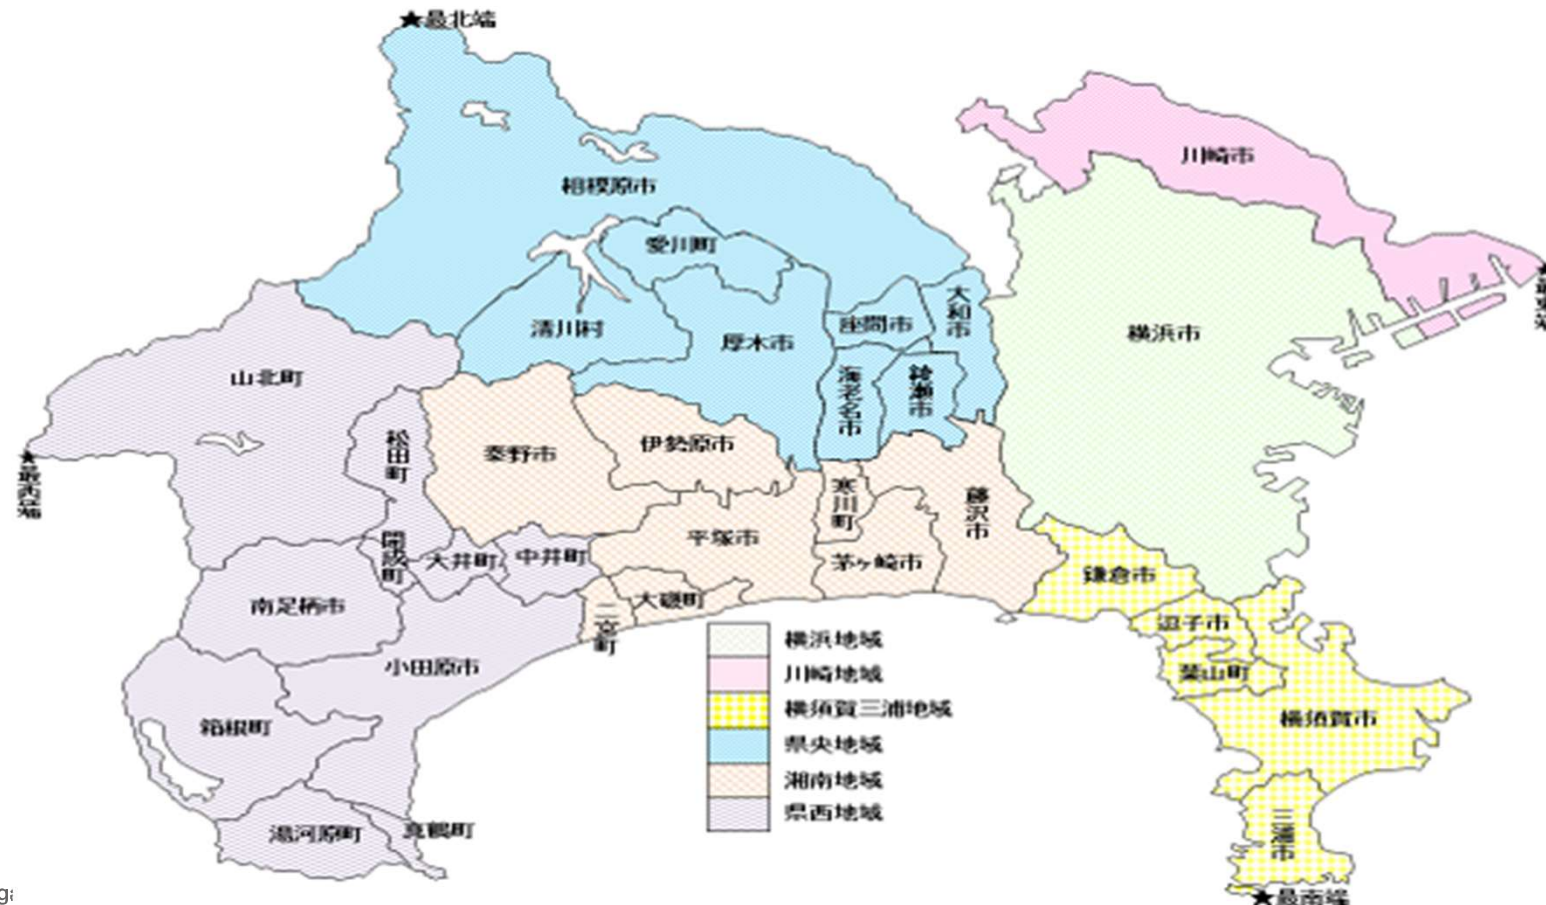 ★最北端
川崎市
相模原市
愛川町
大和市
★最東端
清川村
座間市
厚木市
横浜市
山北町
海老名市
綾瀬市
松田町
秦野市
伊勢原市
★最西端
寒川町
藤沢市
平塚市
開成町
大井町
中井町
茅ヶ崎市
鎌倉市
南足柄市
大磯町
二宮町
逗子市
横浜地域
小田原市
川崎地域
葉山町
横須賀三浦地域
横須賀市
箱根町
県央地域
湘南地域
県西地域
湯河原町
真鶴町
三浦市
★最南端